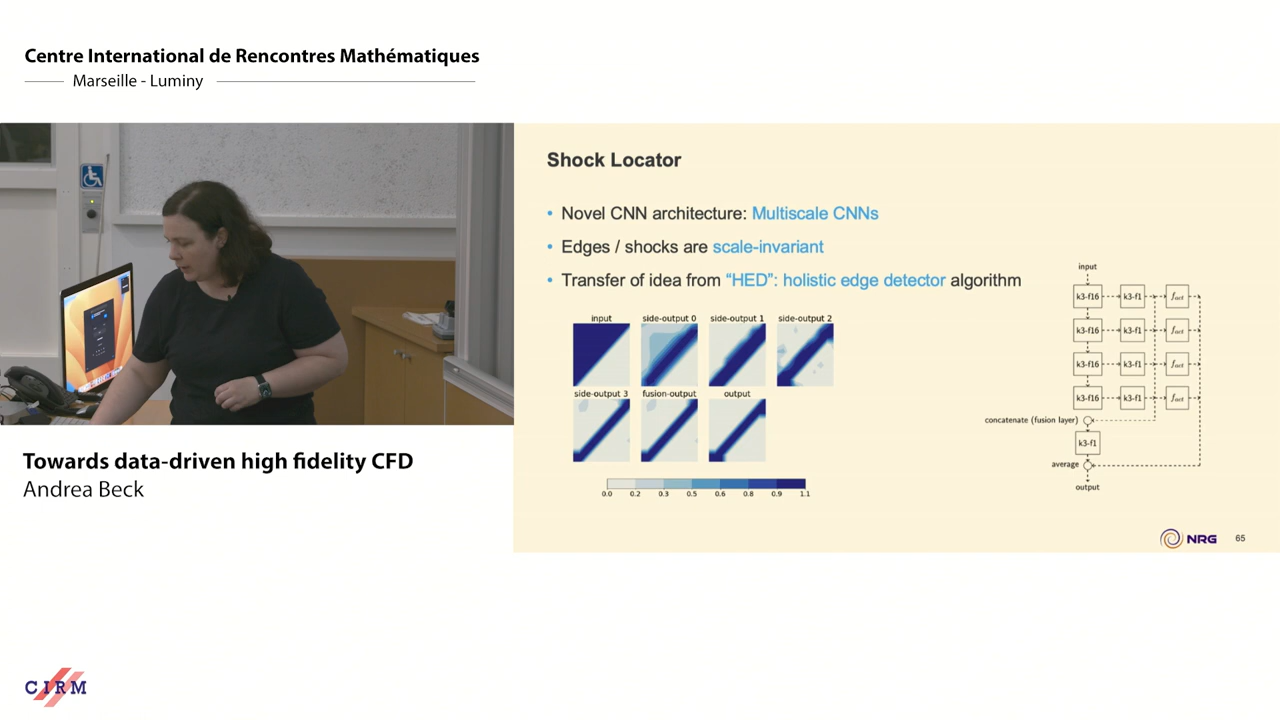 Centre International de Rencontres Mathématiques
Marseille - Luminy
Shock Locator
• Novel CNN architecture: Multiscale CNNs
• Edges / shocks are scale-invariant
• Transfer of idea from “HED”: holistic edge detector algorithm
input side-output 0 side-output 1 side-output 2
side-output 3 fusion-output output
0.0 0.2 0.3 0.5 0.6 0.8 0.9 1.1
input
k3-f16 k3-f1 fact
k3-f16 k3-f1 fact
k3-f16 k3-f1 fact
k3-f16 k3-f1 fact
concatenate (fusion layer)
k3-f1
average
output
NRG 65
Towards data-driven high fidelity CFD
Andrea Beck
CIRM